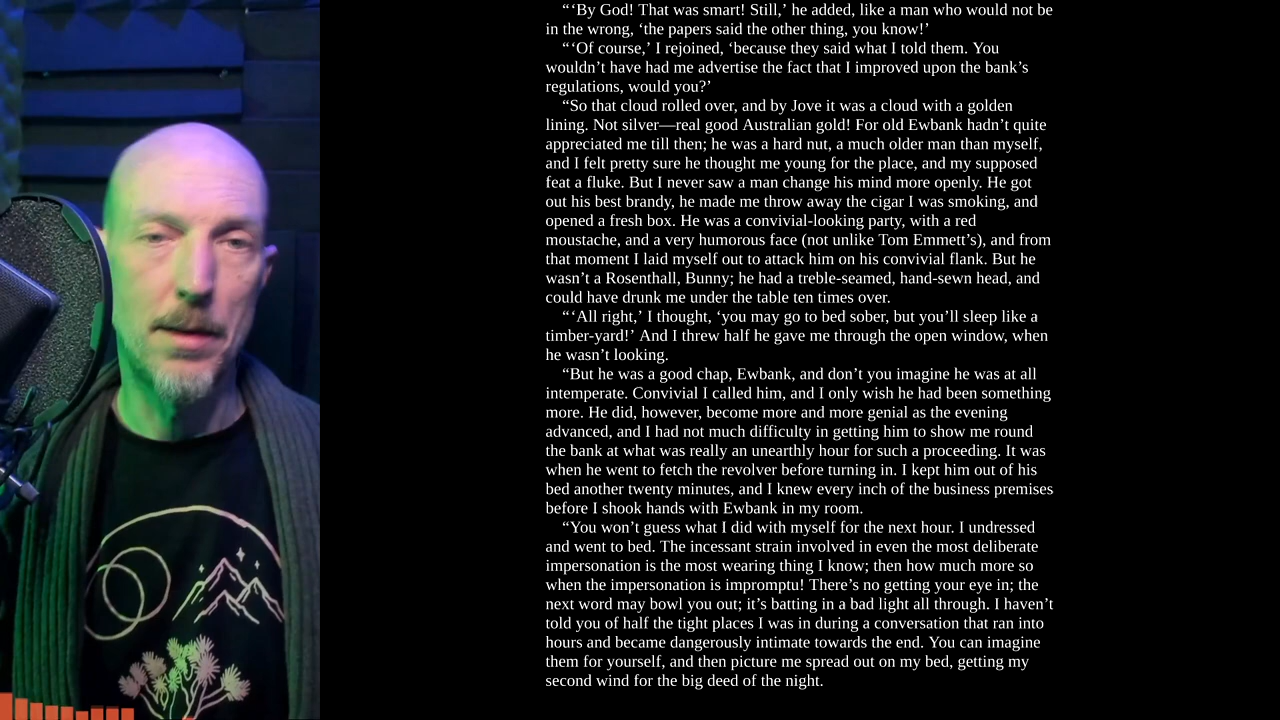 “‘By God! That was smart! Still,’ he added, like a man who would not be
in the wrong, ‘the papers said the other thing, you know!’
“‘Of course,’ I rejoined, ‘because they said what I told them. You
wouldn’t have had me advertise the fact that I improved upon the bank’s
regulations, would you?’
“So that cloud rolled over, and by Jove it was a cloud with a golden
lining. Not silver—real good Australian gold! For old Ewbank hadn’t quite
appreciated me till then; he was a hard nut, a much older man than myself,
and I felt pretty sure he thought me young for the place, and my supposed
feat a fluke. But I never saw a man change his mind more openly. He got
out his best brandy, he made me throw away the cigar I was smoking, and
opened a fresh box. He was a convivial-looking party, with a red
moustache, and a very humorous face (not unlike Tom Emmett’s), and from
that moment I laid myself out to attack him on his convivial flank. But he
wasn’t a Rosenthall, Bunny; he had a treble-seamed, hand-sewn head, and
could have drunk me under the table ten times over.
“‘All right,’ I thought, ‘you may go to bed sober, but you’ll sleep like a
timber-yard!’ And I threw half he gave me through the open window, when
he wasn’t looking.
“But he was a good chap, Ewbank, and don’t you imagine he was at all
intemperate. Convivial I called him, and I only wish he had been something
more. He did, however, become more and more genial as the evening
advanced, and I had not much difficulty in getting him to show me round
the bank at what was really an unearthly hour for such a proceeding. It was
when he went to fetch the revolver before turning in. I kept him out of his
bed another twenty minutes, and I knew every inch of the business premises
before I shook hands with Ewbank in my room.
“You won’t guess what I did with myself for the next hour. I undressed
and went to bed. The incessant strain involved in even the most deliberate
impersonation is the most wearing thing I know; then how much more so
when the impersonation is impromptu! There’s no getting your eye in; the
next word may bowl you out; it’s batting in a bad light all through. I haven’t
told you of half the tight places I was in during a conversation that ran into
hours and became dangerously intimate towards the end. You can imagine
them for yourself, and then picture me spread out on my bed, getting my
second wind for the big deed of the night.